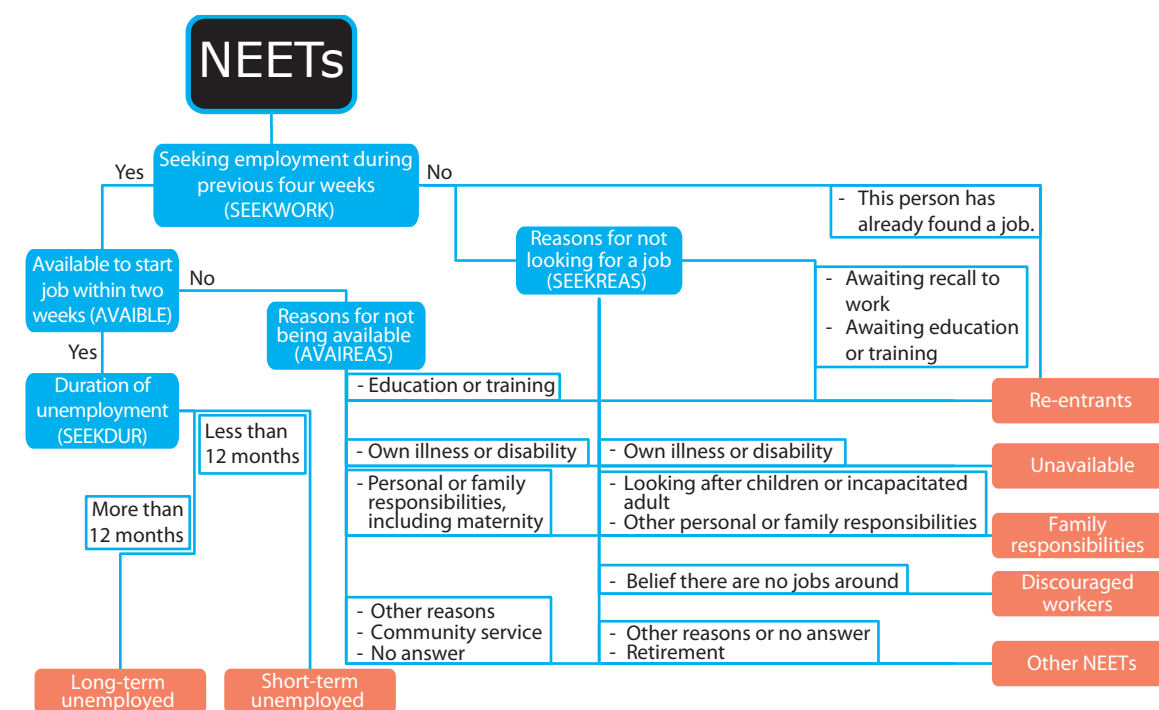 NEETs
Seeking employment during
previous four weeks
(SEEKWORK)
Yes
No
- This person has
already found a job.
Reasons for not
looking for a job
(SEEKREAS)
Available to start
job within two
weeks (AVAIBLE)
No
- Awaiting recall to
work
- Awaiting education
or training
Reasons for not
being available
(AVAIREAS)
Yes
Duration of
unemployment
(SEEKDUR)
- Education or training
Re-entrants
Less than
12 months
- Own illness or disability
- Own illness or disability
Unavailable
- Personal or family
responsibilities,
including maternity
- Looking after children or incapacitated
adult
- Other personal or family responsibilities
Family
responsibilities
More than
12 months
- Belief there are no jobs around
Discouraged
workers
- Other reasons
- Community service
- No answer
- Other reasons or no answer
- Retirement
Other NEETs
Long-term
unemployed
Short-term
unemployed